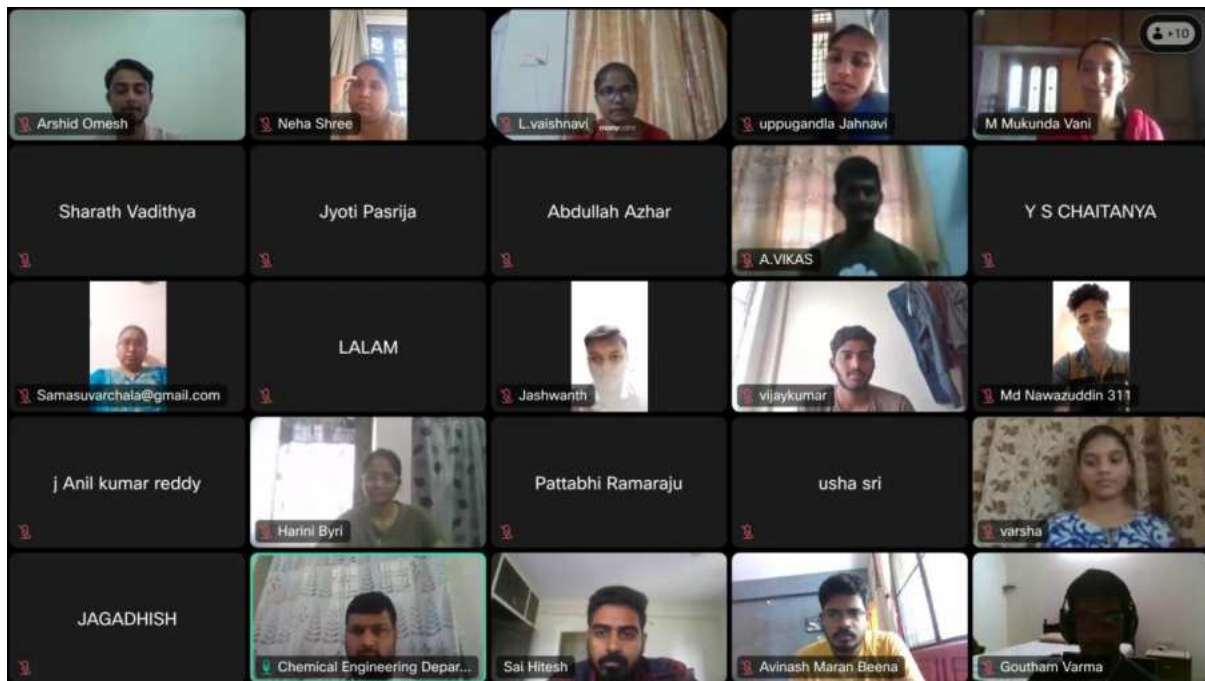 +10
Arshid Omesh
Neha Shree
L.vaishnavi
manycam
uppugandla Jahnavi
M Mukunda Vani
Sharath Vadithya
Jyoti Pasrija
Abdullah Azhar
A.VIKAS
Y S CHAITANYA
Samasuvarchala@gmail.com
LALAM
Jashwanth
vijaykumar
Md Nawazuddin 311
j Anil kumar reddy
Harini Byri
Pattabhi Ramaraju
usha sri
varsha
JAGADHISH
Chemical Engineering Depar...
Sai Hitesh
Avinash Maran Beena
Goutham Varma